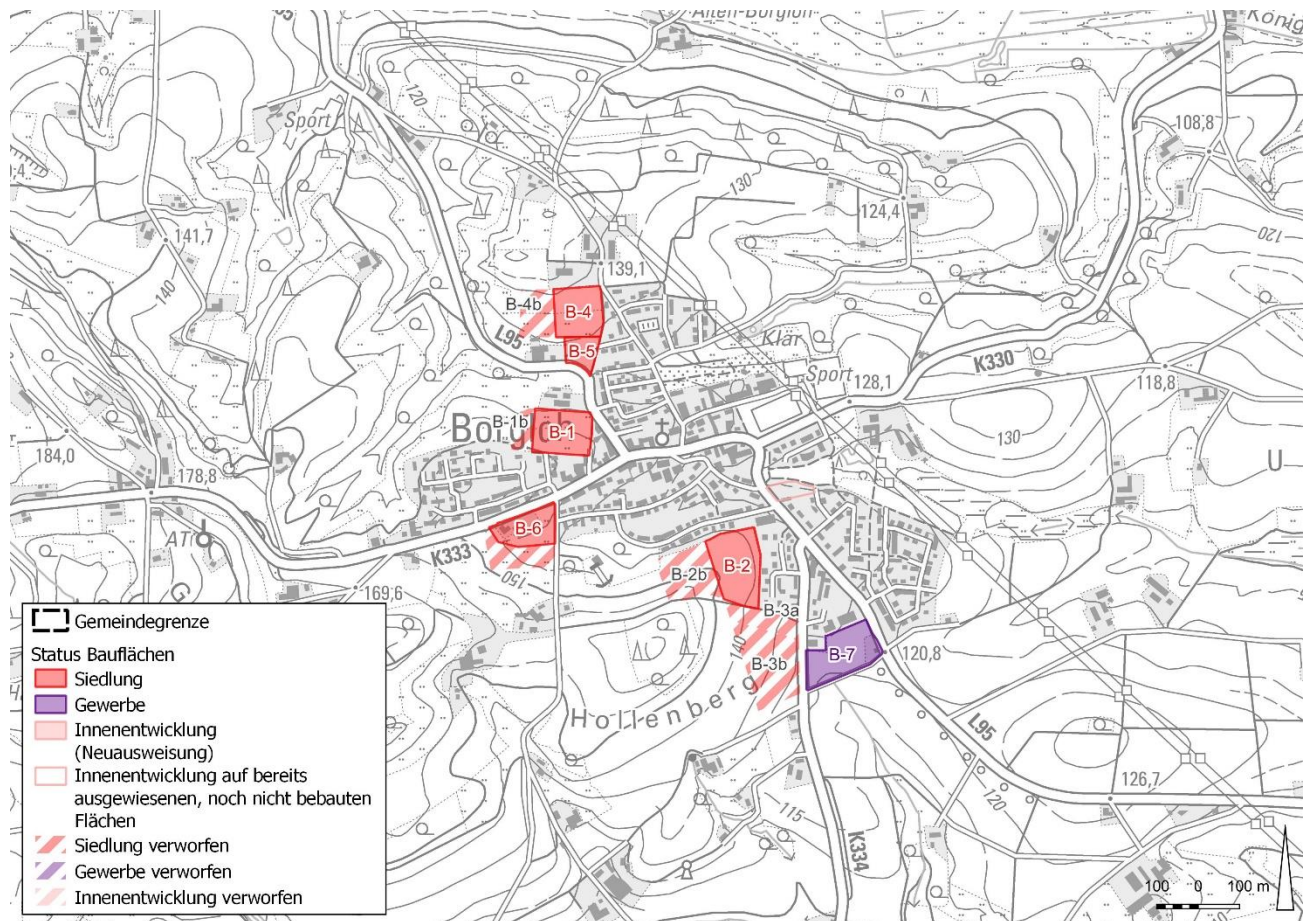 Sport
120
108,8
130
124,4
141,7
140
120
139,1
B-4b
B-4
L95
B-5
Klär
Sport
128,1
K330
118,8
B-1b
B-1
Borgloh
130
184,0
178,8
U
B-6
K333
150
B-2
B-2b
169,6
B-3a
140
B-3b
B-7
120,8
Hollenberg
L95
126,7
120
115
K334
Gemeindegrenze
Status Bauflächen
Siedlung
Gewerbe
Innenentwicklung
(Neuausweisung)
Innenentwicklung auf bereits
ausgewiesenen, noch nicht bebauten
Flächen
Siedlung verworfen
Gewerbe verworfen
Innenentwicklung verworfen
100 0 100 m